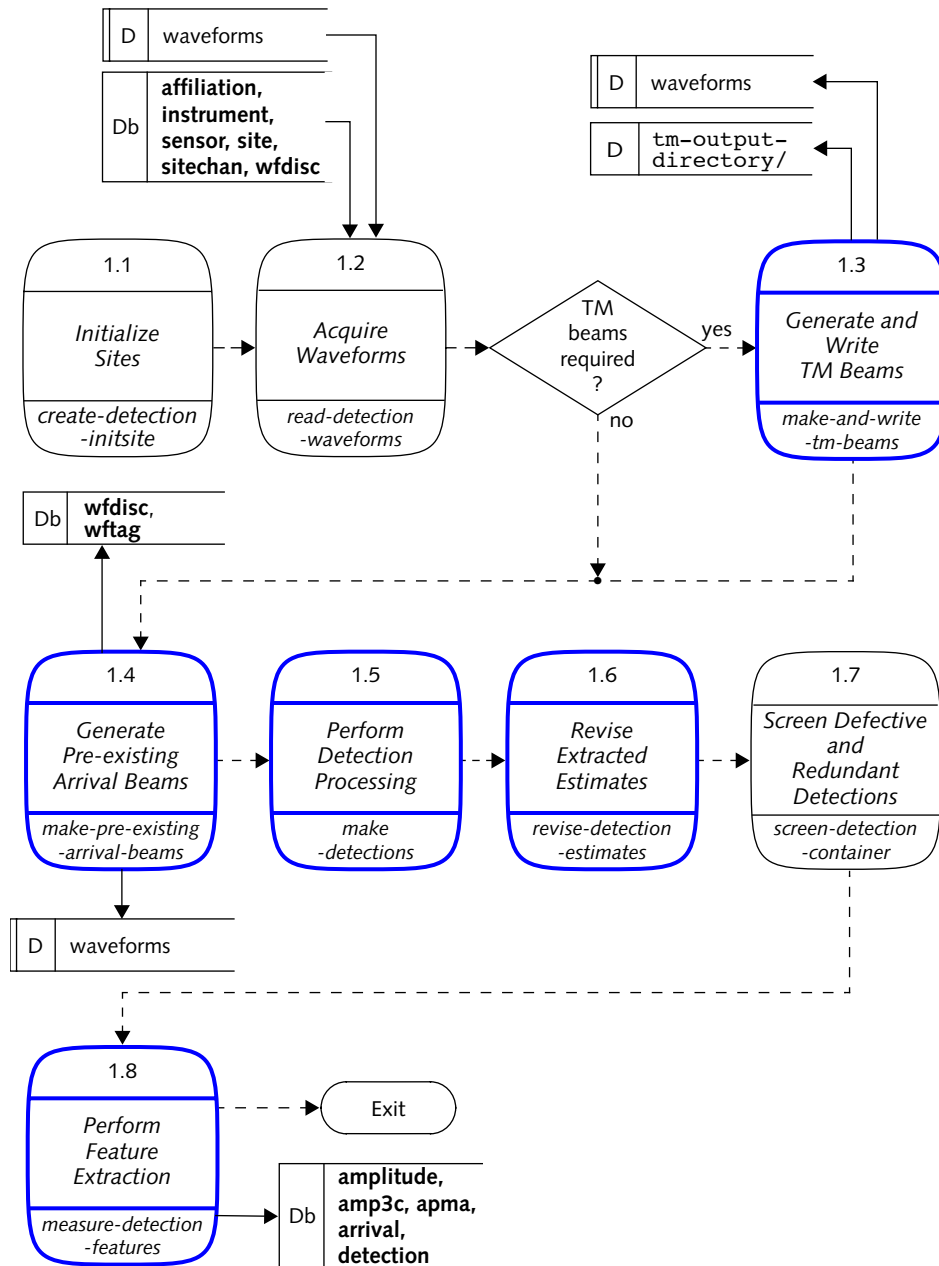 D waveforms
Db affiliation,
instrument,
sensor, site,
sitechan, wfdisc
D waveforms
D tm-output-
directory/
1.1
Initialize
Sites
create-detection
-initsite
1.2
Acquire
Waveforms
read-detection
-waveforms
TM
beams
required
?
yes
no
1.3
Generate and
Write
TM Beams
make-and-write
-tm-beams
Db wfdisc,
wftag
1.4
Generate
Pre-existing
Arrival Beams
make-pre-existing
-arrival-beams
1.5
Perform
Detection
Processing
make
-detections
1.6
Revise
Extracted
Estimates
revise-detection
-estimates
1.7
Screen Defective
and
Redundant
Detections
screen-detection
-container
D waveforms
1.8
Perform
Feature
Extraction
measure-detection
-features
Exit
Db amplitude,
amp3c, apma,
arrival,
detection